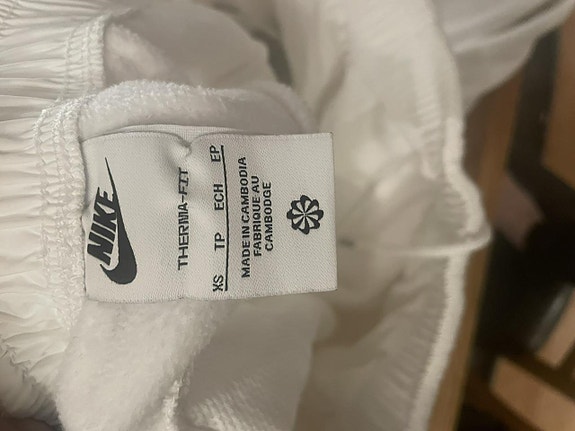 NIKE
THERMA-FIT
XS TP ECH EP
MADE IN CAMBODIA
FABRIQUE AU
CAMBODGE